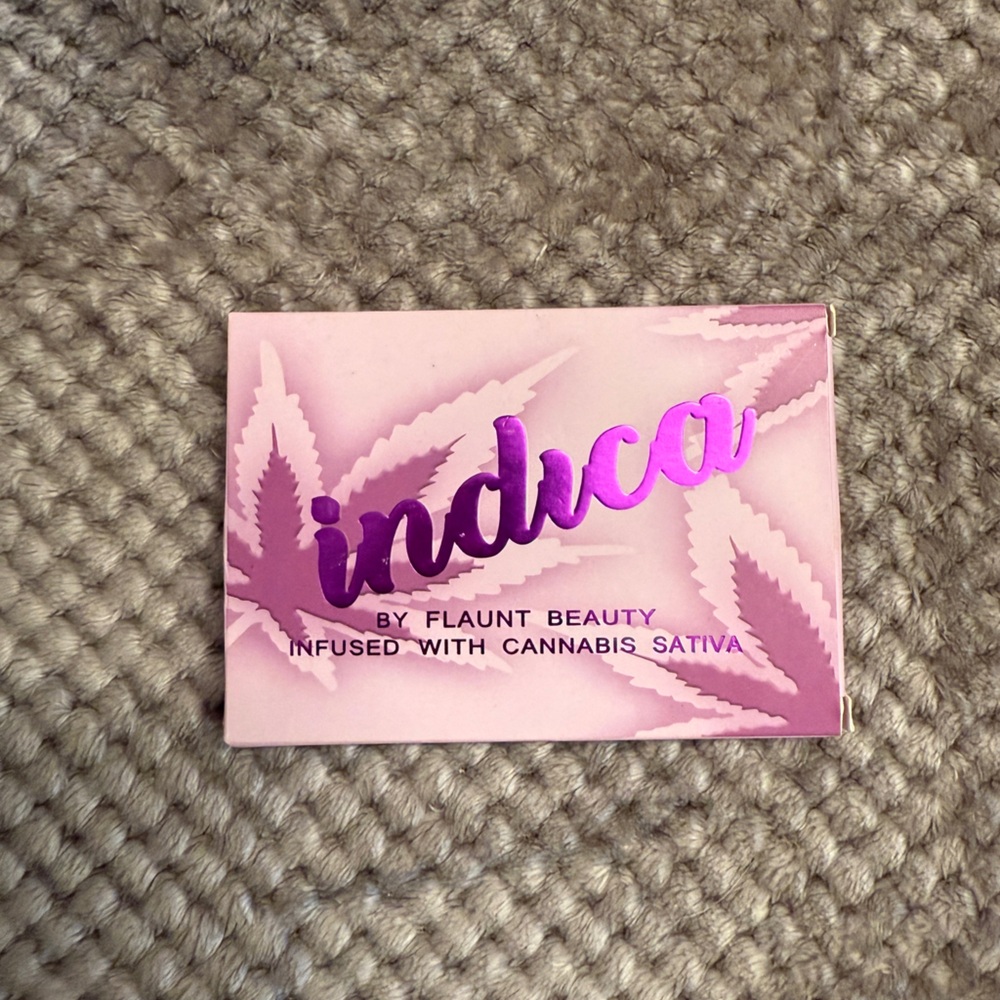 indica
BY FLAUNT BEAUTY
INFUSED WITH CANNABIS SATIVA